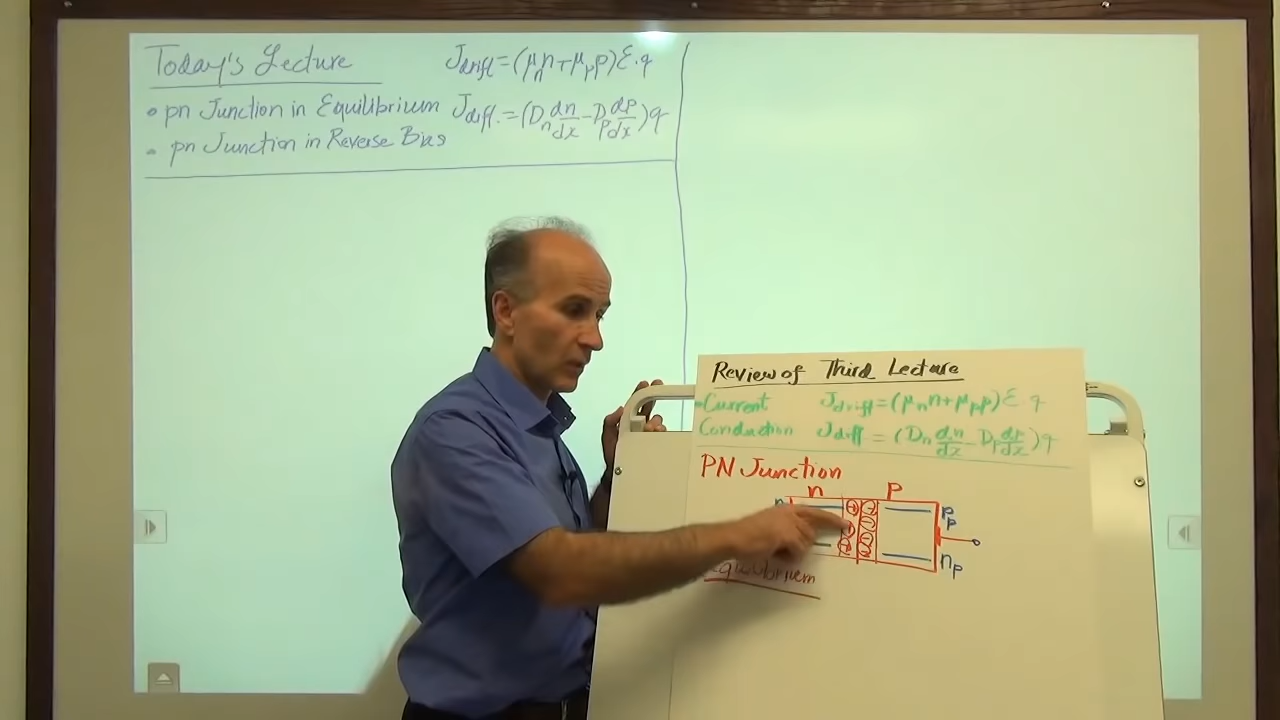 Today's Lecture
J_drift = (μ_n n + μ_p p) Ɛ . q
• pn Junction in Equilibrium
J_diff. = (D_n dn/dx - D_p dp/dx) q
• pn Junction in Reverse Bias
Review of Third Lecture
Current
J_drift = (μ_n n + μ_p p) Ɛ q
Conduction
J_diff = (D_n dn/dx - D_p dp/dx) q
PN Junction
n p
p_p
n_p
Equilibrium